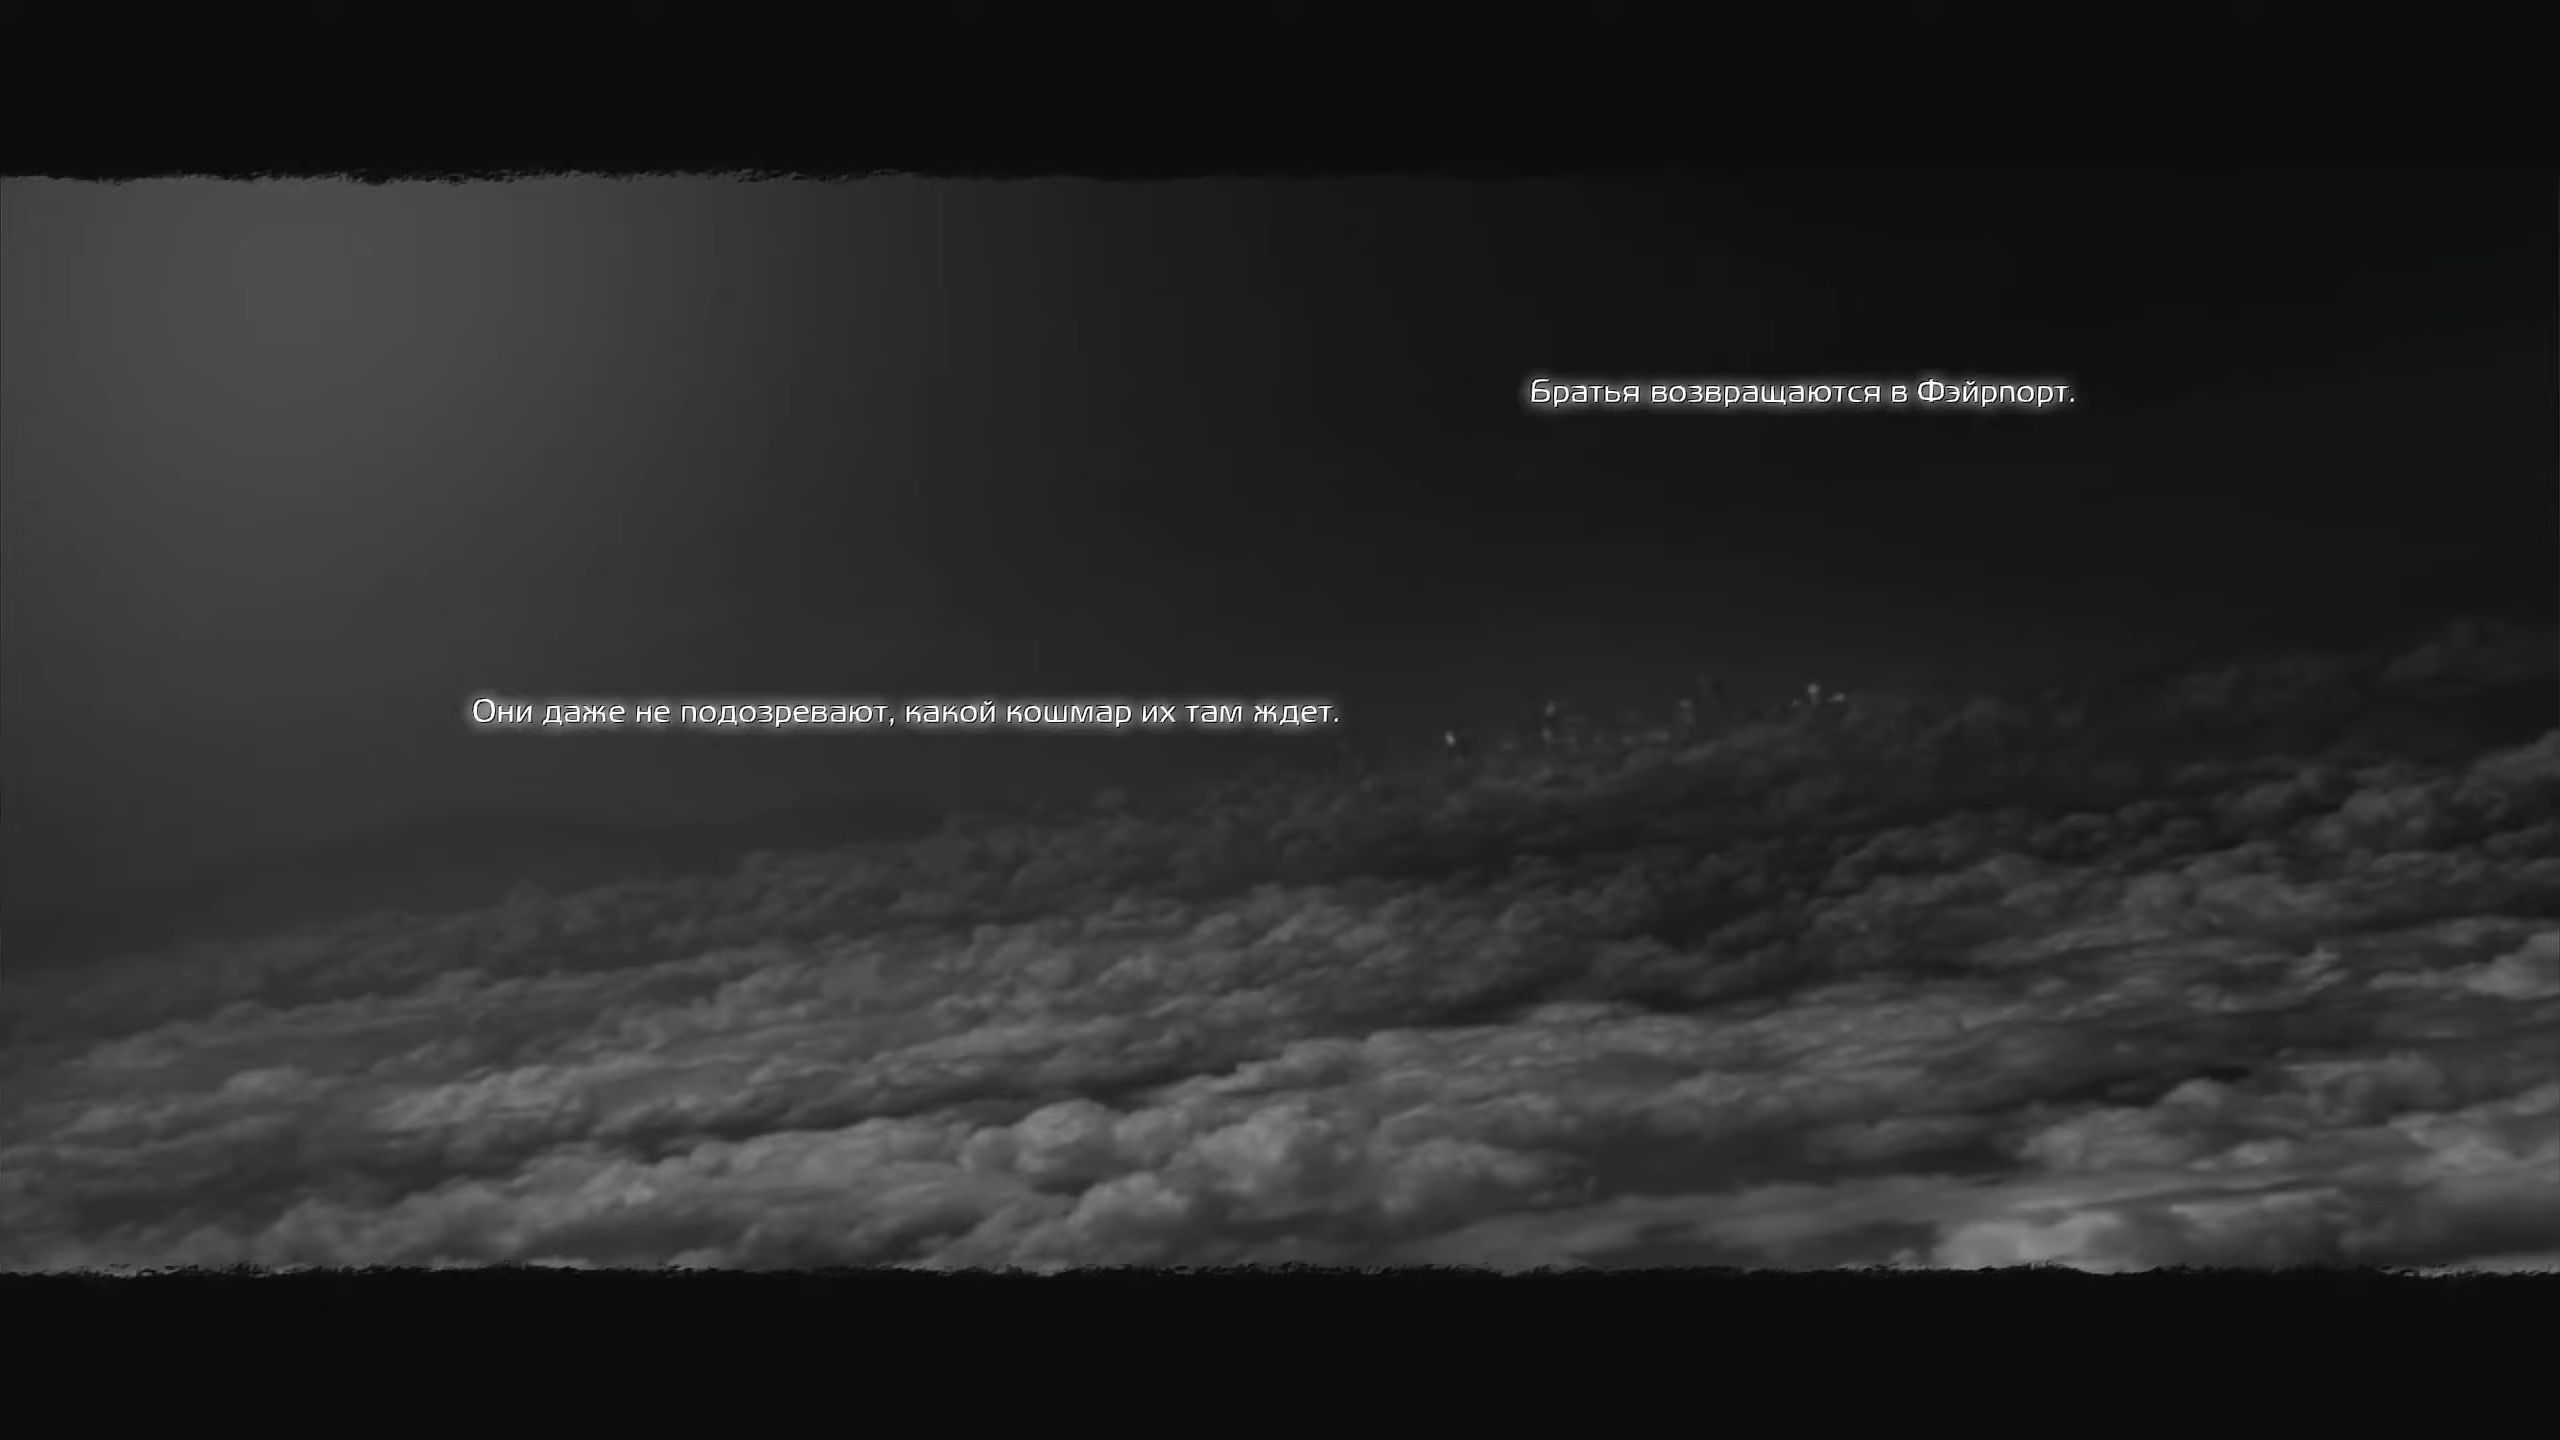 Братья возвращаются в Фэйрпорт.
Они даже не подозревают, какой кошмар их там ждет.